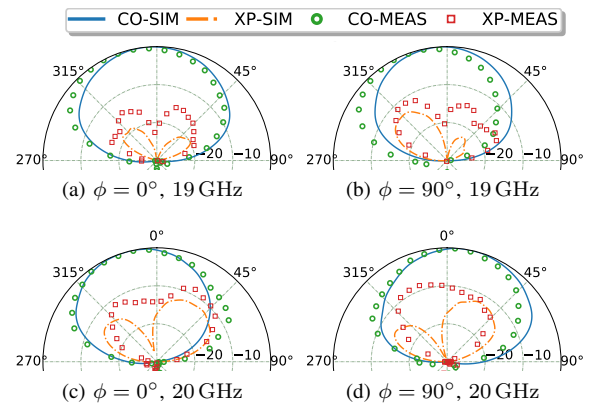 CO-SIM XP-SIM CO-MEAS XP-MEAS
315° 45° 315° 45°
270° −20 −10 90° 270° −20 −10 90°
(a) ϕ = 0°, 19 GHz (b) ϕ = 90°, 19 GHz
0° 0°
315° 45° 315° 45°
270° −20 −10 90° 270° −20 −10 90°
(c) ϕ = 0°, 20 GHz (d) ϕ = 90°, 20 GHz